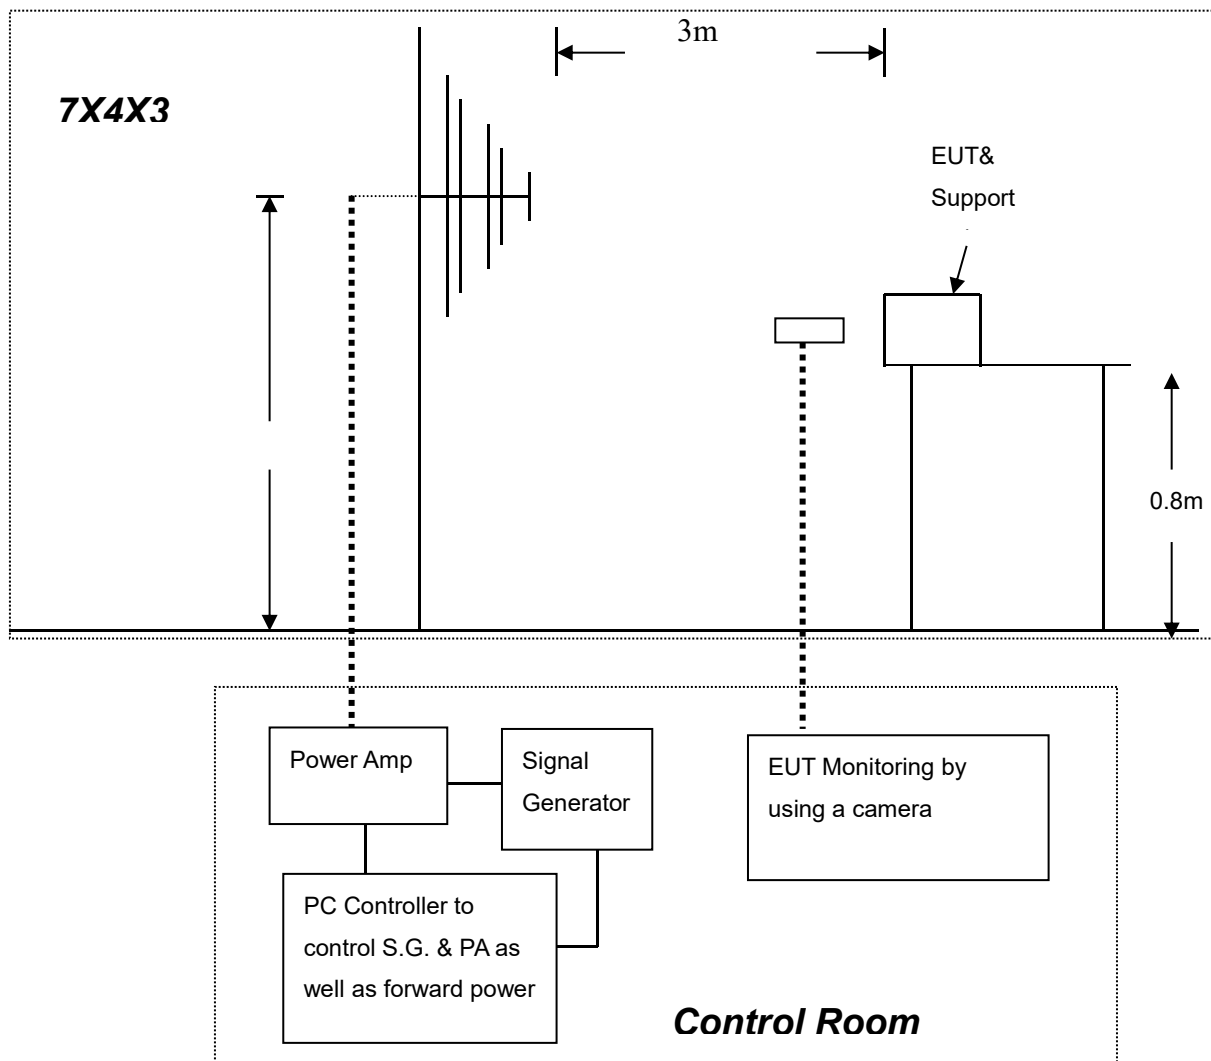 3m
7X4X3
EUT&
Support
0.8m
Power Amp
Signal
Generator
EUT Monitoring by
using a camera
PC Controller to
control S.G. & PA as
well as forward power
Control Room